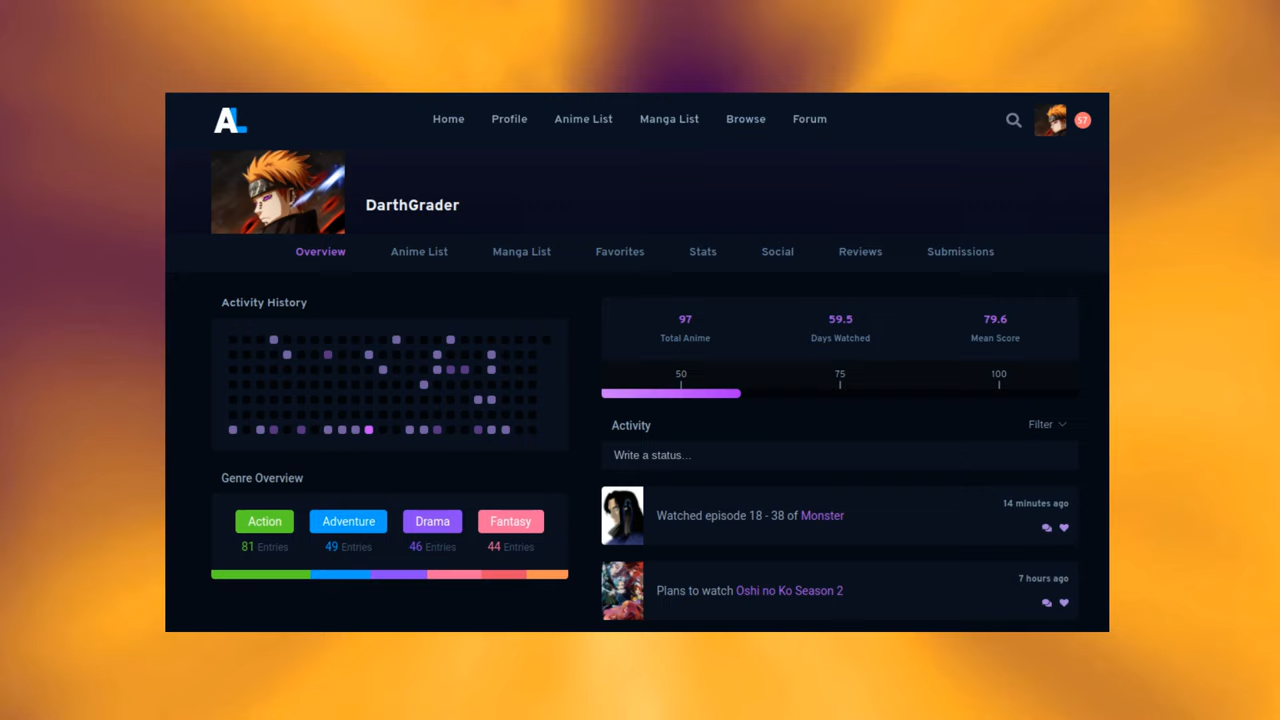 AL
Home Profile Anime List Manga List Browse Forum
57
DarthGrader
Overview Anime List Manga List Favorites Stats Social Reviews Submissions
Activity History
97 59.5 79.6
Total Anime Days Watched Mean Score
50 75 100
Activity Filter
Write a status...
Genre Overview
Action Adventure Drama Fantasy
81 Entries 49 Entries 46 Entries 44 Entries
14 minutes ago
Watched episode 18 - 38 of Monster
7 hours ago
Plans to watch Oshi no Ko Season 2